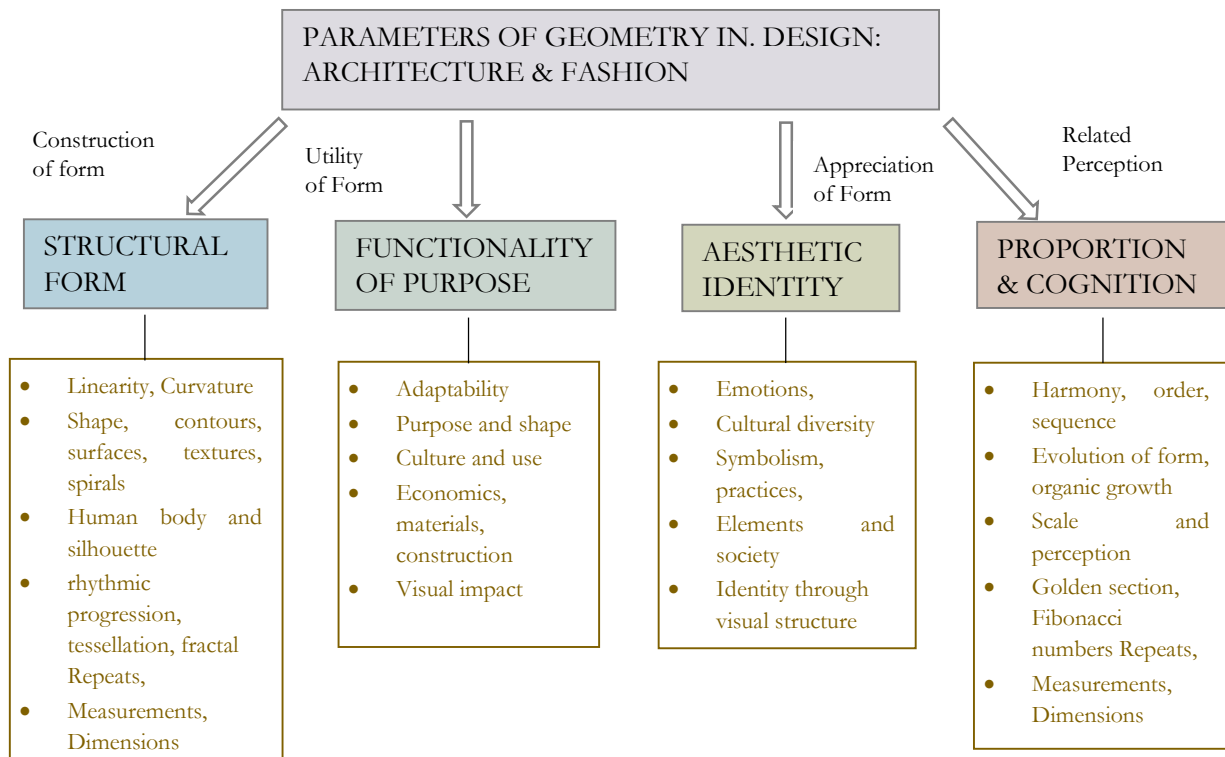 PARAMETERS OF GEOMETRY IN. DESIGN:
ARCHITECTURE & FASHION
Construction
of form
Utility
of Form
Appreciation
of Form
Related
Perception
STRUCTURAL
FORM
FUNCTIONALITY
OF PURPOSE
AESTHETIC
IDENTITY
PROPORTION
& COGNITION
• Linearity, Curvature
• Shape, contours,
surfaces, textures,
spirals
• Human body and
silhouette
• rhythmic
progression,
tessellation, fractal
Repeats,
• Measurements,
Dimensions
• Adaptability
• Purpose and shape
• Culture and use
• Economics,
materials,
construction
• Visual impact
• Emotions,
• Cultural diversity
• Symbolism,
practices,
• Elements and
society
• Identity through
visual structure
• Harmony, order,
sequence
• Evolution of form,
organic growth
• Scale and
perception
• Golden section,
Fibonacci
numbers Repeats,
• Measurements,
Dimensions